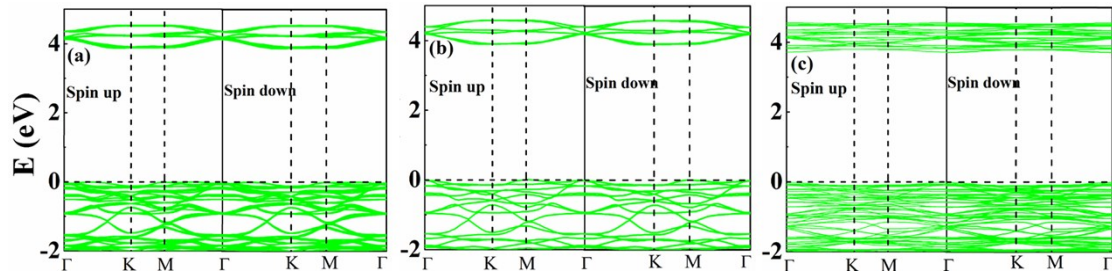 E (eV)
4
2
0
-2
(a)
Spin up
Spin down
Γ K M Γ K M Γ
4
2
0
-2
(b)
Spin up
Spin down
Γ K M Γ K M Γ
4
2
0
-2
(c)
Spin up
Spin down
Γ K M Γ K M Γ